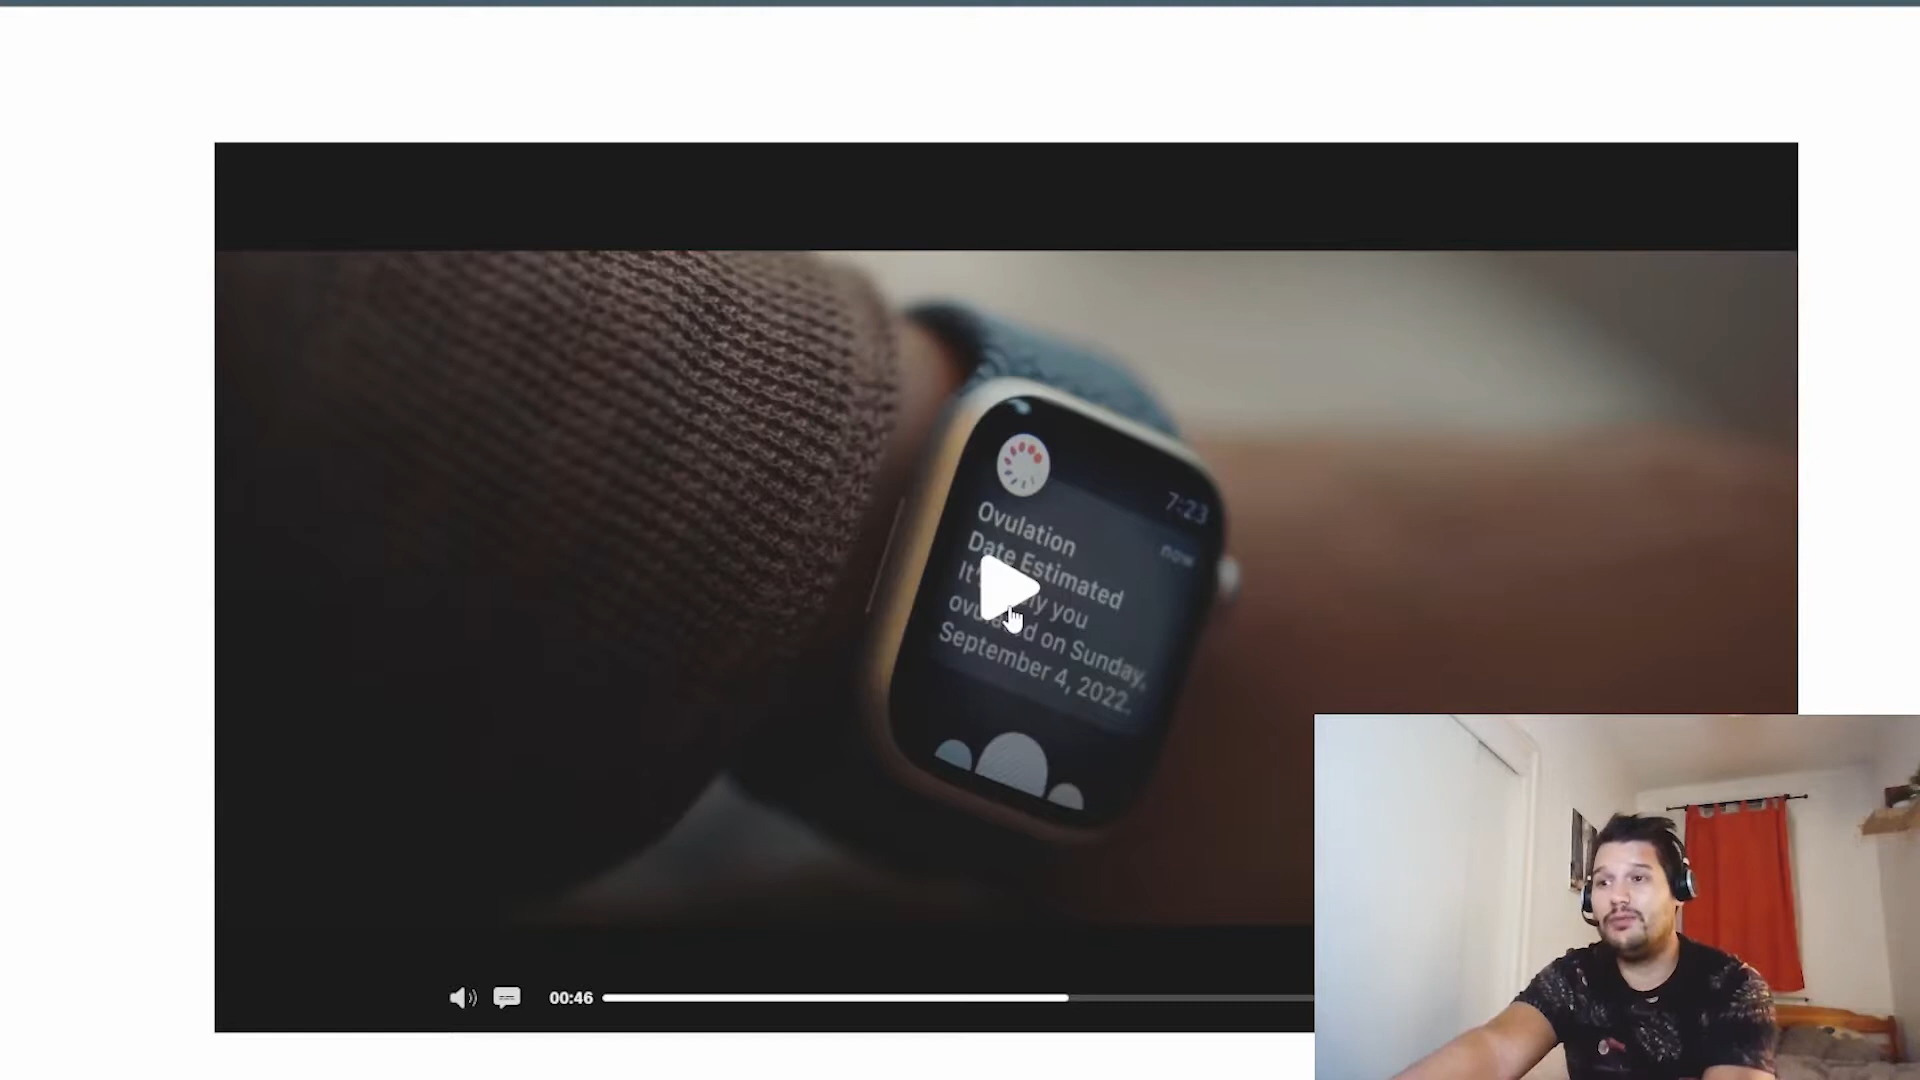 7:23
Ovulation
now
Date Estimated
you
on Sunday,
September 4, 2022.
00:46